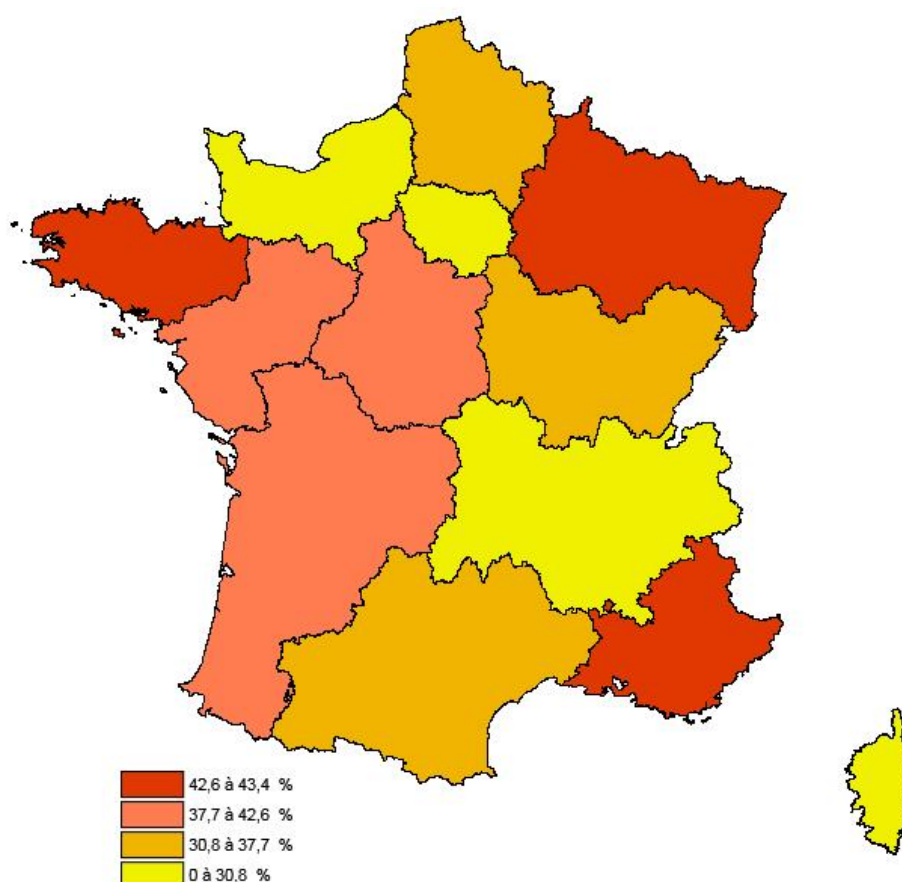 42,6 à 43,4 %
37,7 à 42,6 %
30,8 à 37,7 %
0 à 30,8 %